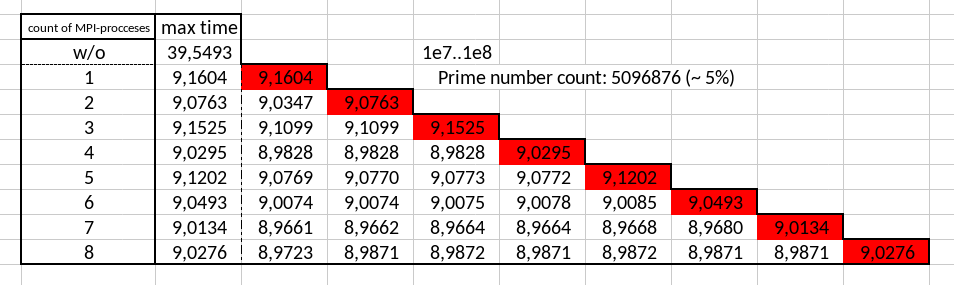 count of MPI-procceses max time
w/o 39,5493 1e7..1e8
1 9,1604 9,1604 Prime number count: 5096876 (~ 5%)
2 9,0763 9,0347 9,0763
3 9,1525 9,1099 9,1099 9,1525
4 9,0295 8,9828 8,9828 8,9828 9,0295
5 9,1202 9,0769 9,0770 9,0773 9,0772 9,1202
6 9,0493 9,0074 9,0074 9,0075 9,0078 9,0085 9,0493
7 9,0134 8,9661 8,9662 8,9664 8,9664 8,9668 8,9680 9,0134
8 9,0276 8,9723 8,9871 8,9872 8,9871 8,9872 8,9871 8,9871 9,0276